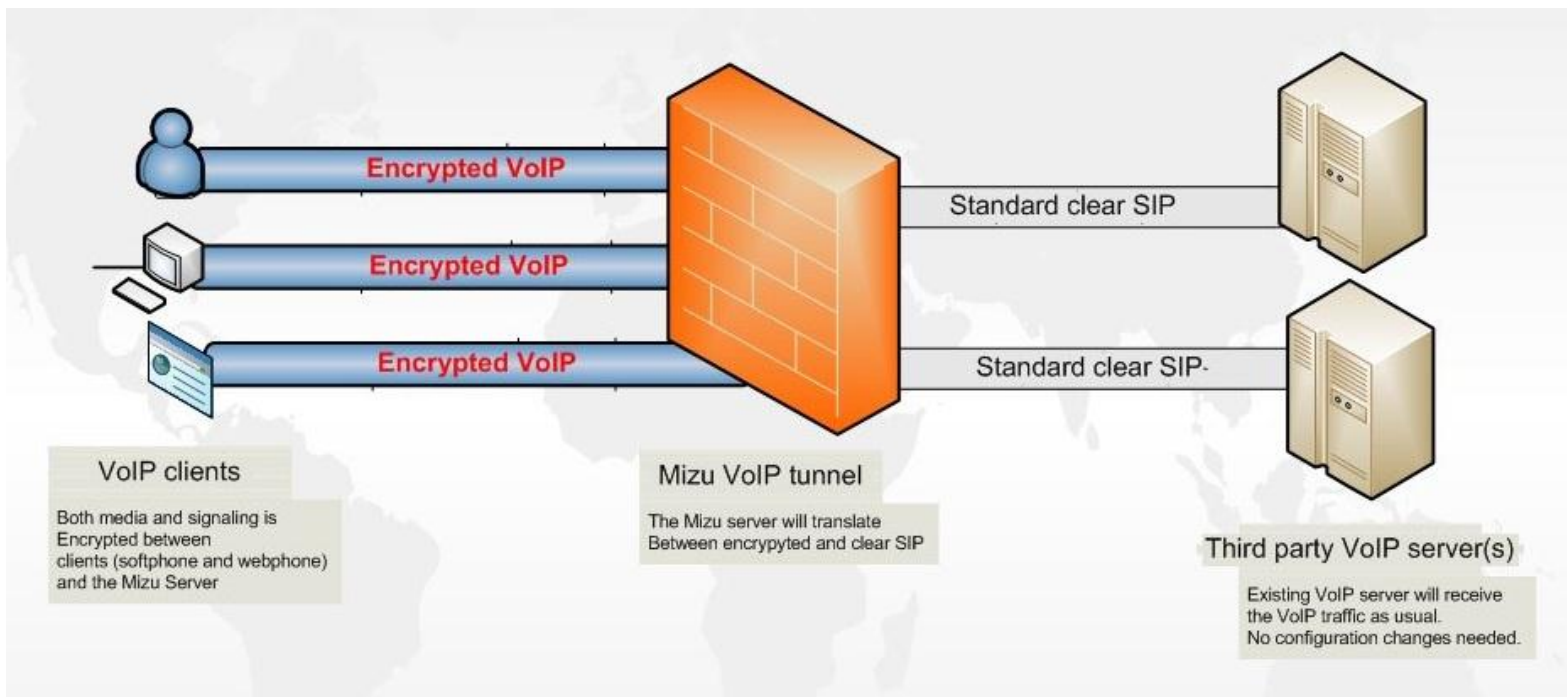 Encrypted VoIP
Encrypted VoIP
Encrypted VoIP
Standard clear SIP
Standard clear SIP-
VoIP clients
Both media and signaling is
Encrypted between
clients (softphone and webphone)
and the Mizu Server
Mizu VoIP tunnel
The Mizu server will translate
Between encrypyted and clear SIP
Third party VoIP server(s)
Existing VoIP server will receive
the VoIP traffic as usual.
No configuration changes needed.